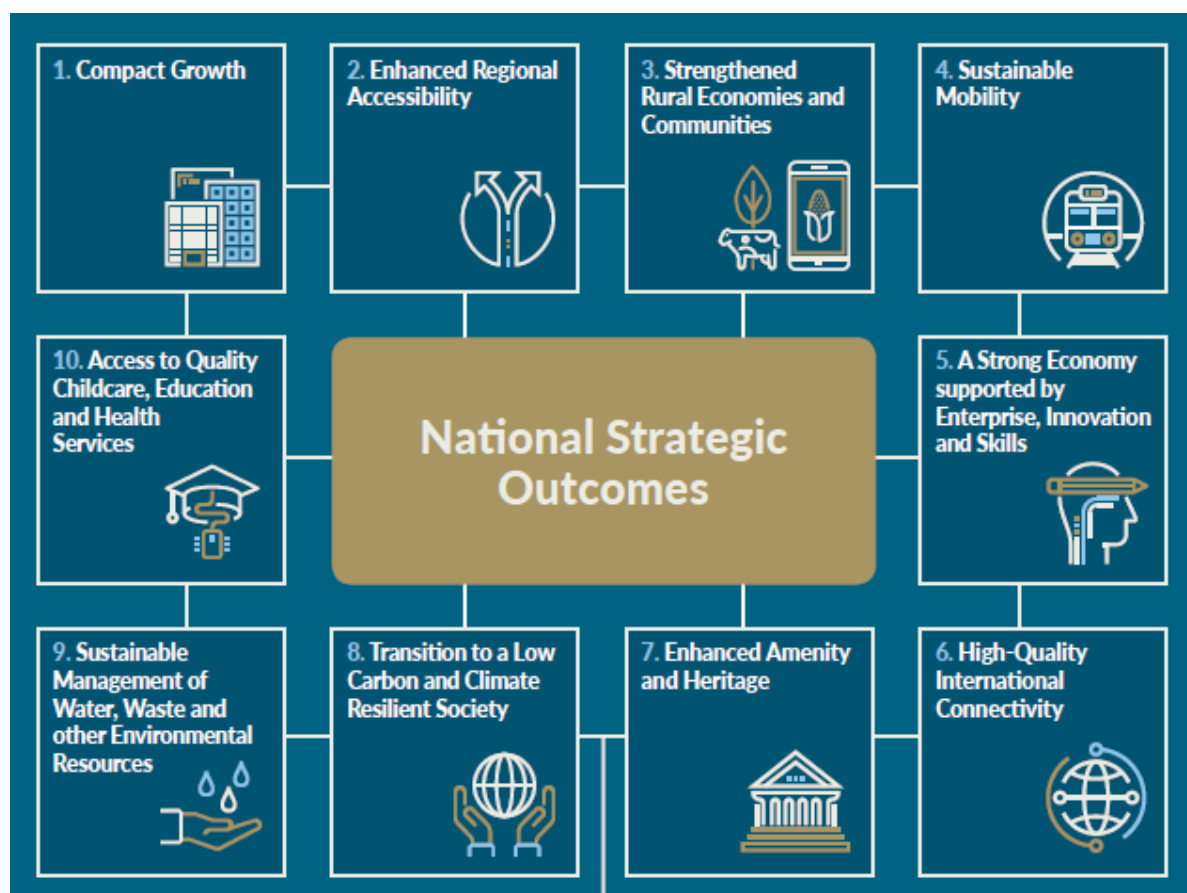 1. Compact Growth
2. Enhanced Regional
Accessibility
3. Strengthened
Rural Economies and
Communities
4. Sustainable
Mobility
10. Access to Quality
Childcare, Education
and Health
Services
National Strategic
Outcomes
5. A Strong Economy
supported by
Enterprise, Innovation
and Skills
9. Sustainable
Management of
Water, Waste and
other Environmental
Resources
8. Transition to a Low
Carbon and Climate
Resilient Society
7. Enhanced Amenity
and Heritage
6. High-Quality
International
Connectivity